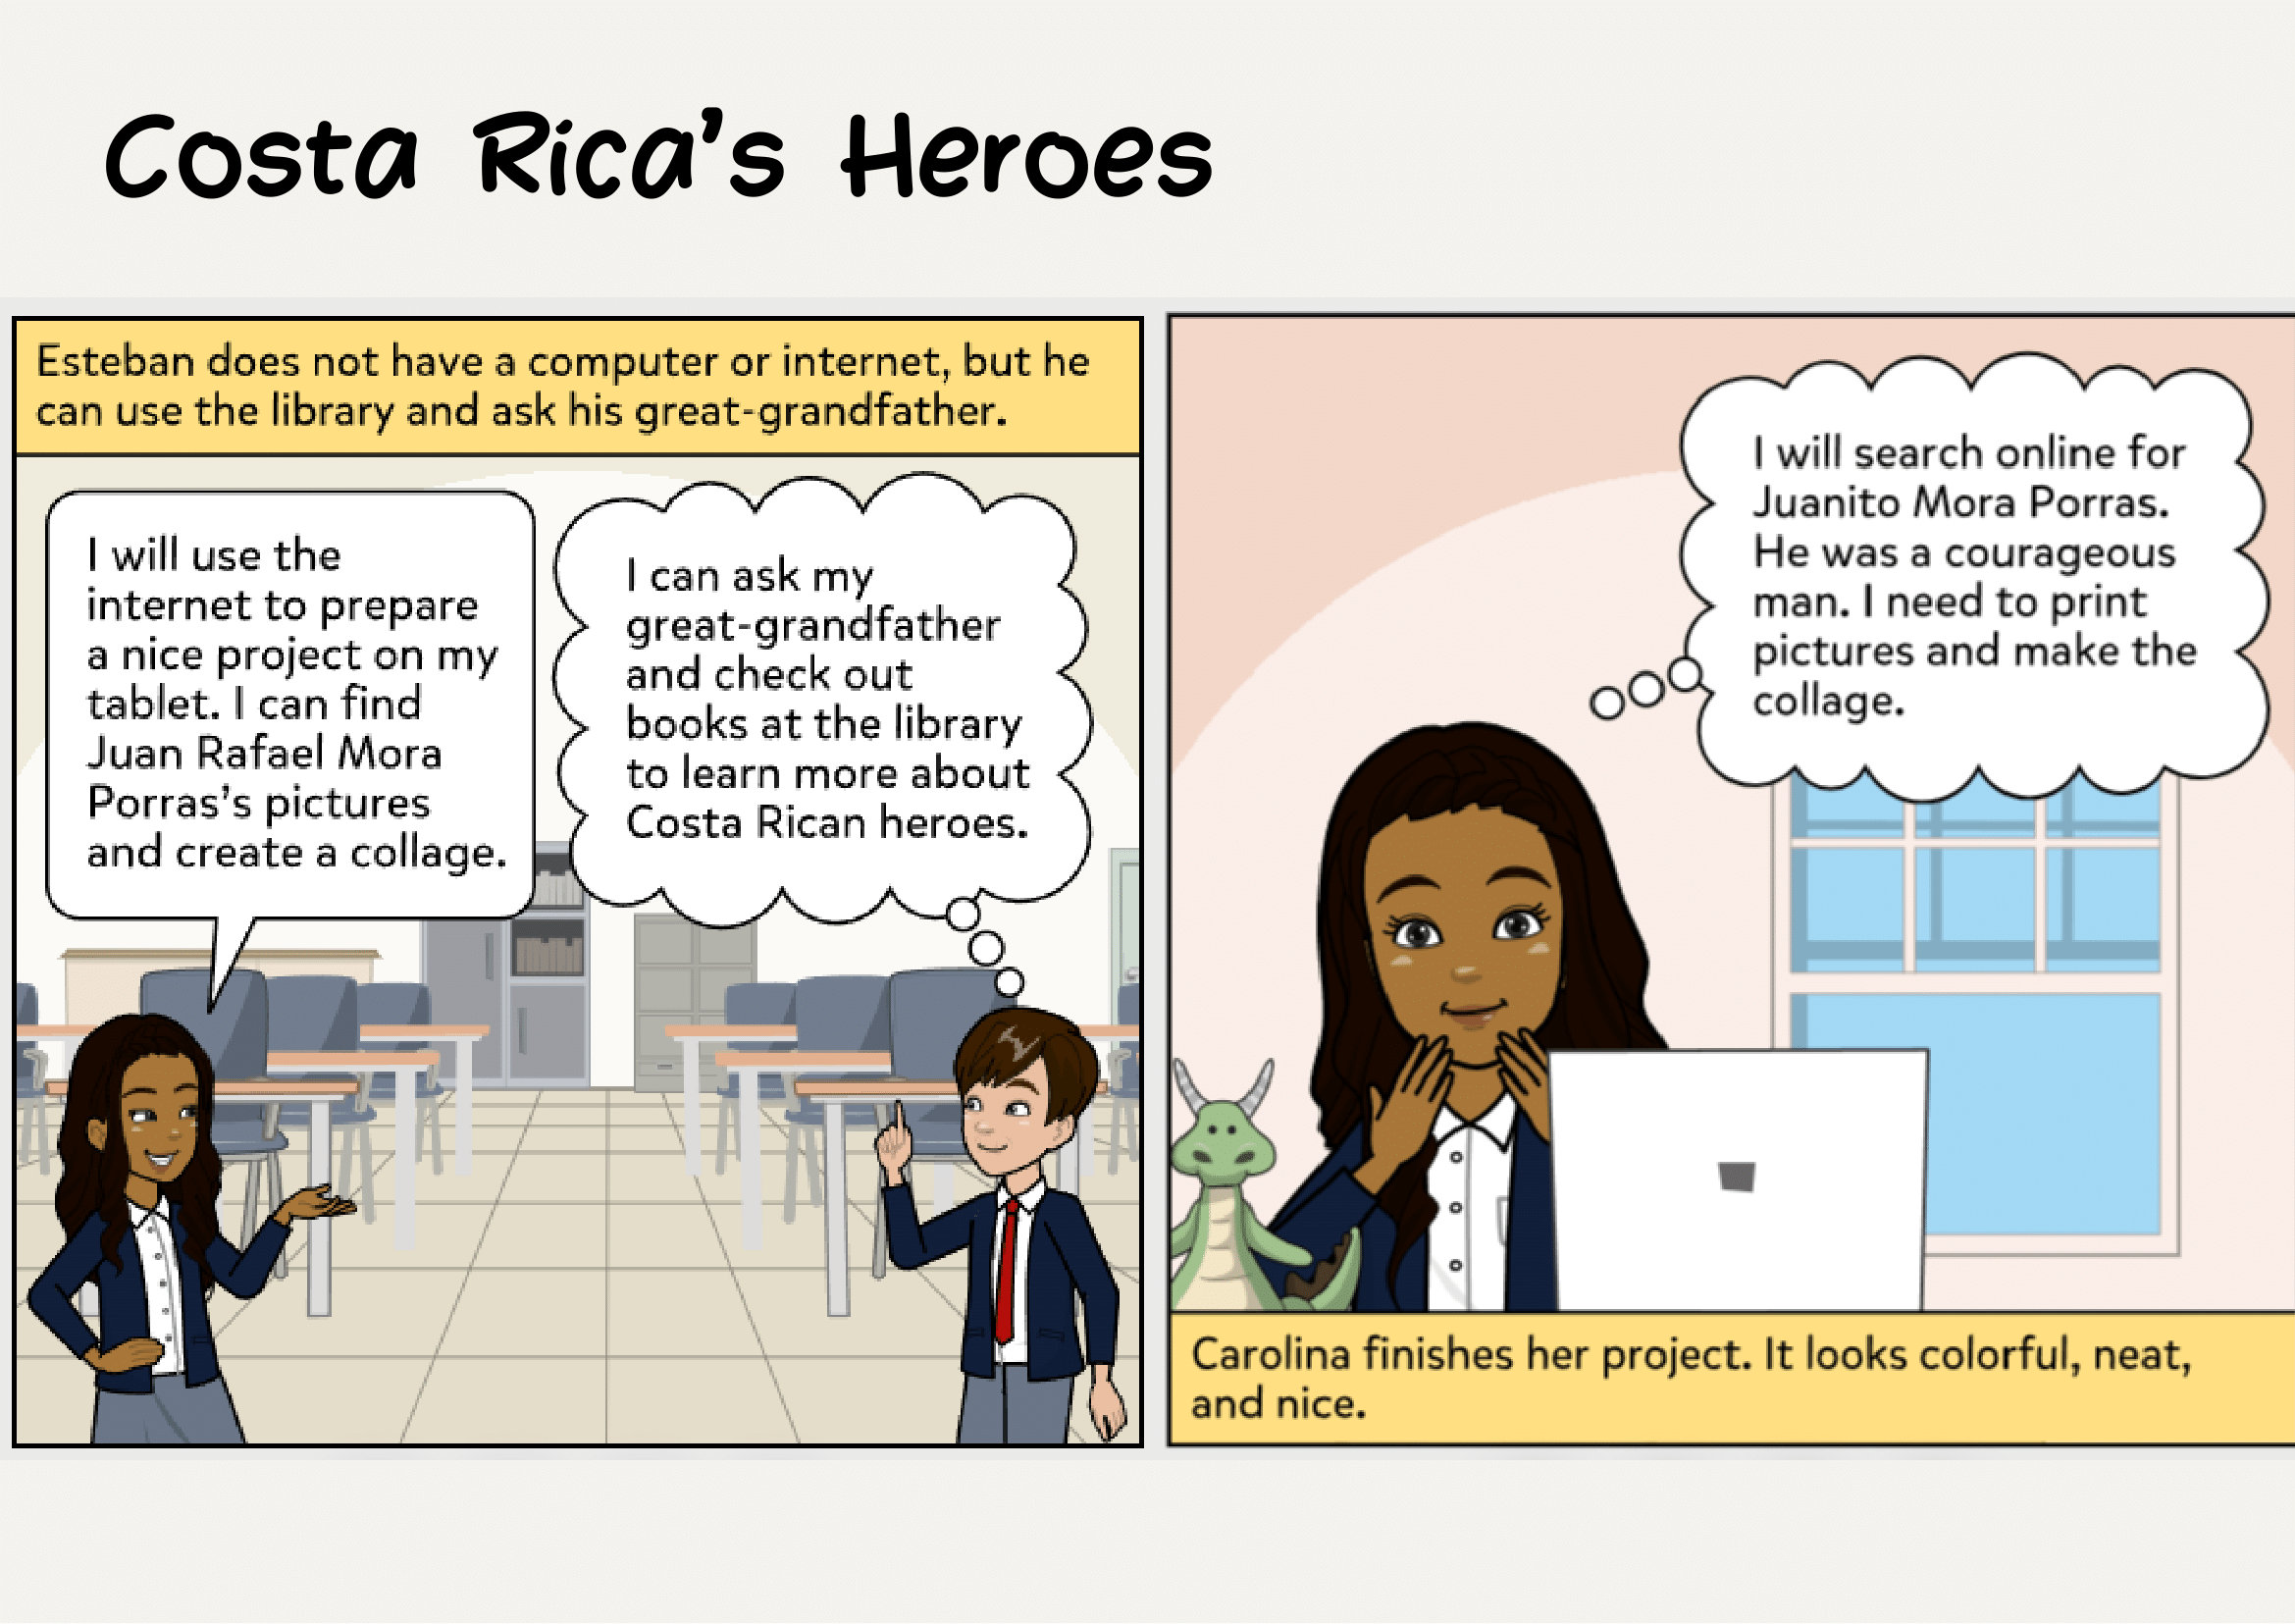 Costa Rica's Heroes
Esteban does not have a computer or internet, but he
can use the library and ask his great-grandfather.
I will use the
internet to prepare
a nice project on my
tablet. I can find
Juan Rafael Mora
Porras's pictures
and create a collage.
I can ask my
great-grandfather
and check out
books at the library
to learn more about
Costa Rican heroes.
I will search online for
Juanito Mora Porras.
He was a courageous
man. I need to print
pictures and make the
collage.
Carolina finishes her project. It looks colorful, neat,
and nice.